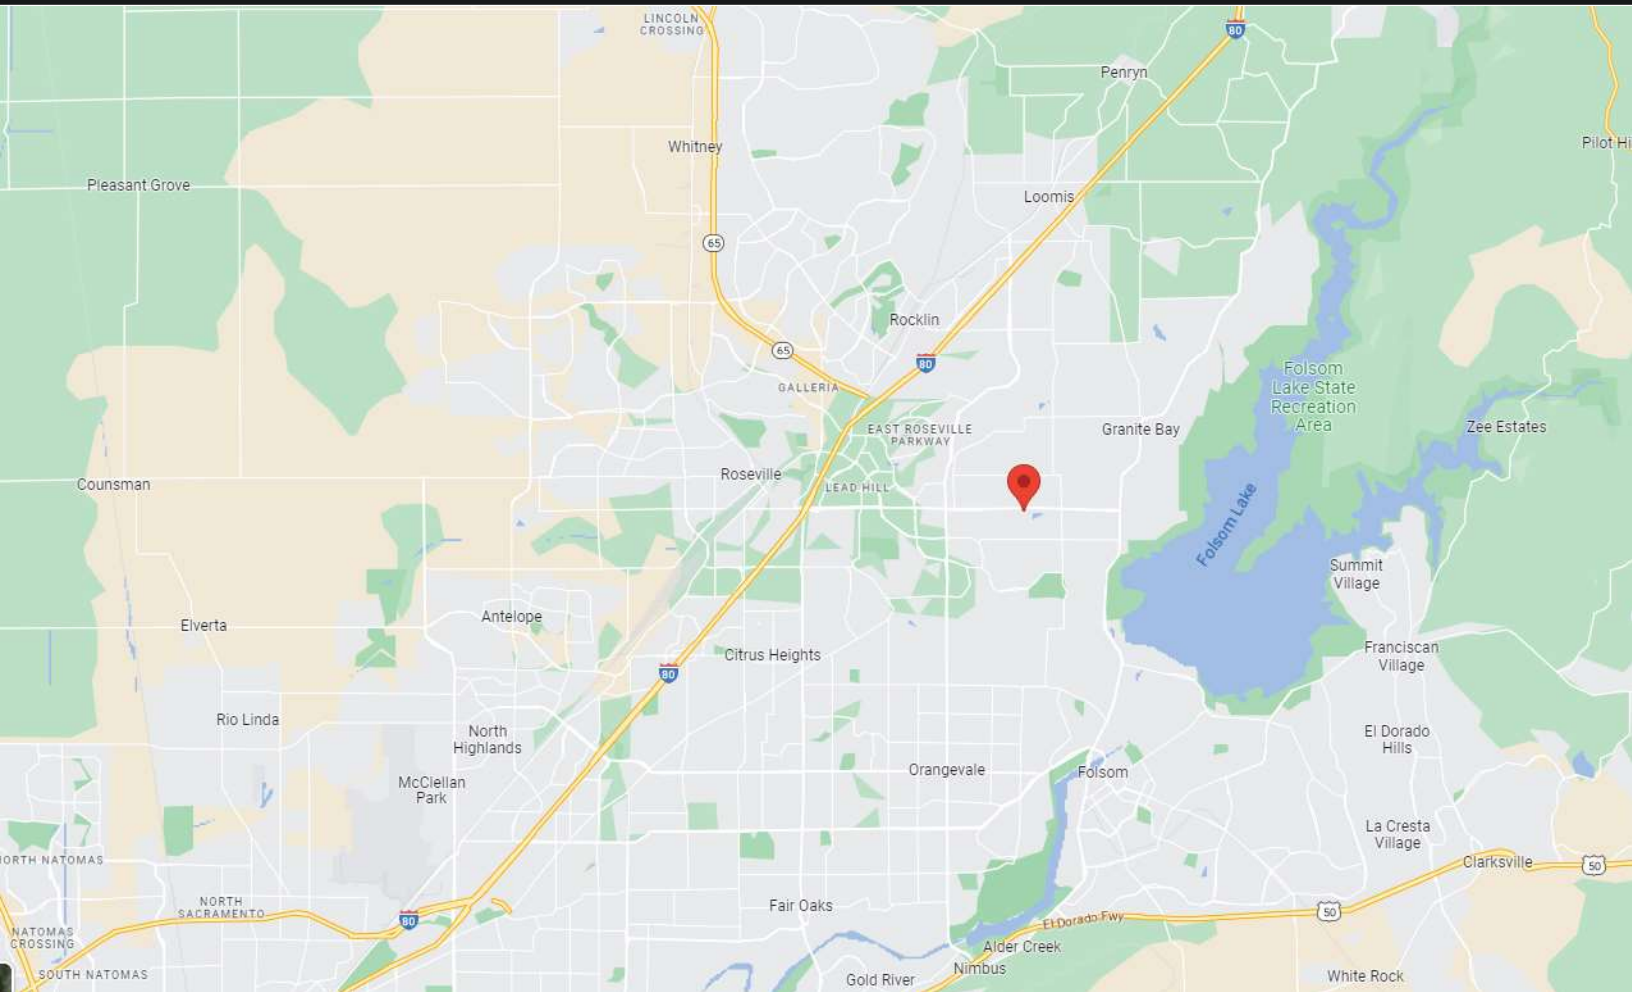 LINCOLN
CROSSING
80
Penryn
Whitney
Pilot Hi
Pleasant Grove
Loomis
65
Rocklin
65
80
GALLERIA
Folsom
Lake State
Recreation
Area
EAST ROSEVILLE
PARKWAY
Granite Bay
Zee Estates
Roseville
Counsman
LEAD HILL
Folsom Lake
Summit
Village
Antelope
Elverta
Citrus Heights
Franciscan
Village
80
Rio Linda
North
Highlands
El Dorado
Hills
Orangevale
Folsom
McClellan
Park
La Cresta
Village
ORTH NATOMAS
Clarksville
50
NORTH
SACRAMENTO
Fair Oaks
50
80
El Dorado Fwy
NATOMAS
CROSSING
Alder Creek
SOUTH NATOMAS
Nimbus
Gold River
White Rock